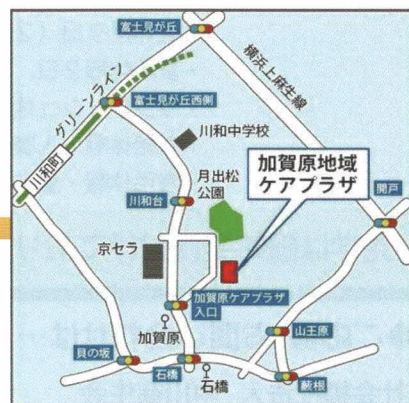 富士見が丘
横浜上麻生線
グリーンライン
富士見が丘西側
川和中学校
川和町
月出松
公園
加賀原地域
ケアプラザ
川和台
開戸
京セラ
加賀原ケアプラザ
入口
加賀原
山王原
貝の坂
石橋
石橋
蕨根